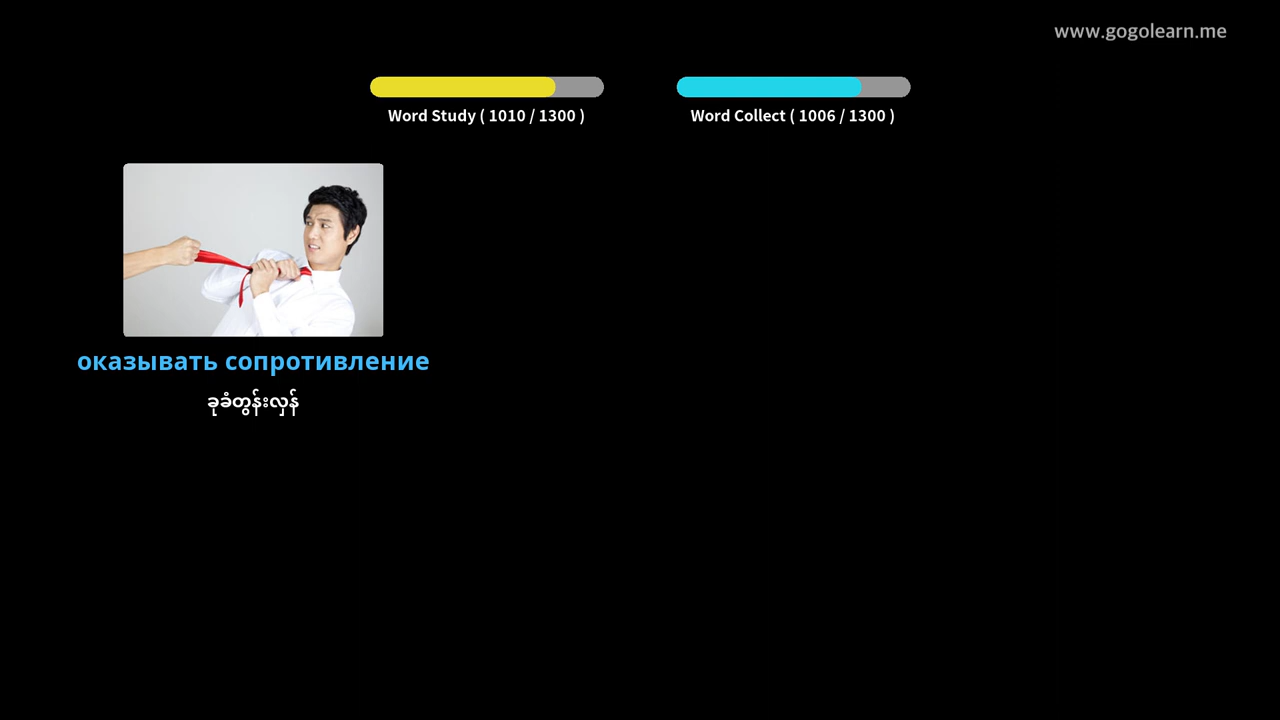 www.gogolearn.me
Word Study ( 1010 / 1300 )
Word Collect ( 1006 / 1300 )
оказывать сопротивление
ခုခံတွန်းလှန်